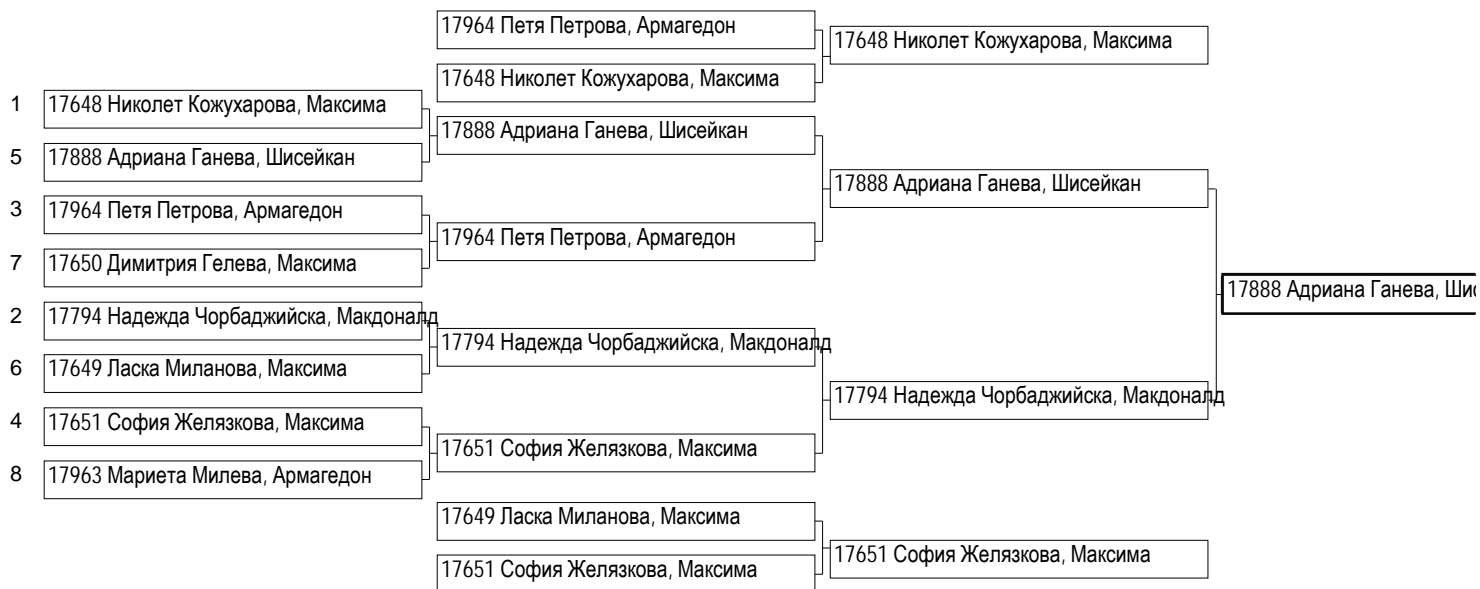 17964 Петя Петрова, Армагедон
17648 Николет Кожухарова, Максима
17648 Николет Кожухарова, Максима
1 17648 Николет Кожухарова, Максима
17888 Адриана Ганева, Шисейкан
5 17888 Адриана Ганева, Шисейкан
17888 Адриана Ганева, Шисейкан
3 17964 Петя Петрова, Армагедон
17964 Петя Петрова, Армагедон
7 17650 Димитрия Гелева, Максима
17888 Адриана Ганева, Шис
2 17794 Надежда Чорбаджийска, Макдоналд
17794 Надежда Чорбаджийска, Макдоналд
6 17649 Ласка Миланова, Максима
17794 Надежда Чорбаджийска, Макдоналд
4 17651 София Желязкова, Максима
17651 София Желязкова, Максима
8 17963 Мариета Милева, Армагедон
17649 Ласка Миланова, Максима
17651 София Желязкова, Максима
17651 София Желязкова, Максима